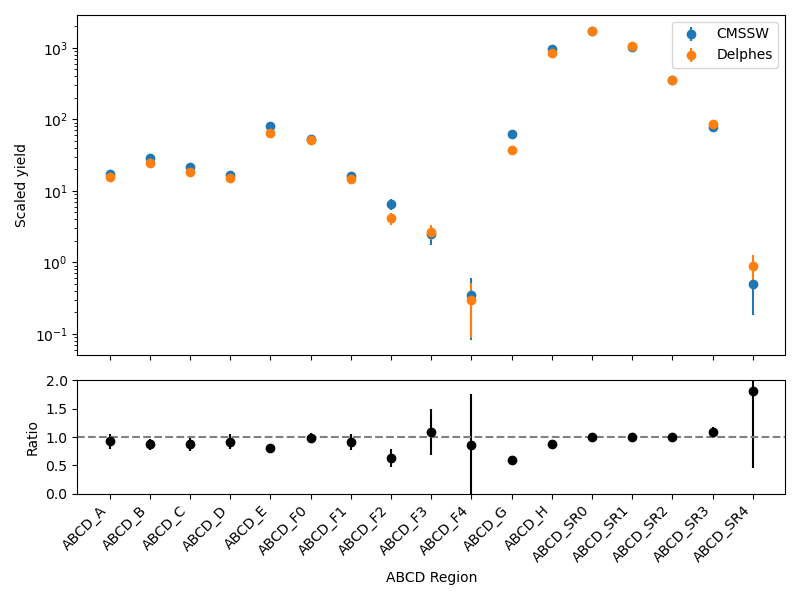 CMSSW
Delphes
Scaled yield
10³
10²
10¹
10⁰
10⁻¹
Ratio
2.0
1.5
1.0
0.5
0.0
ABCD_A
ABCD_B
ABCD_C
ABCD_D
ABCD_E
ABCD_F0
ABCD_F1
ABCD_F2
ABCD_F3
ABCD_F4
ABCD_G
ABCD_H
ABCD_SR0
ABCD_SR1
ABCD_SR2
ABCD_SR3
ABCD_SR4
ABCD Region